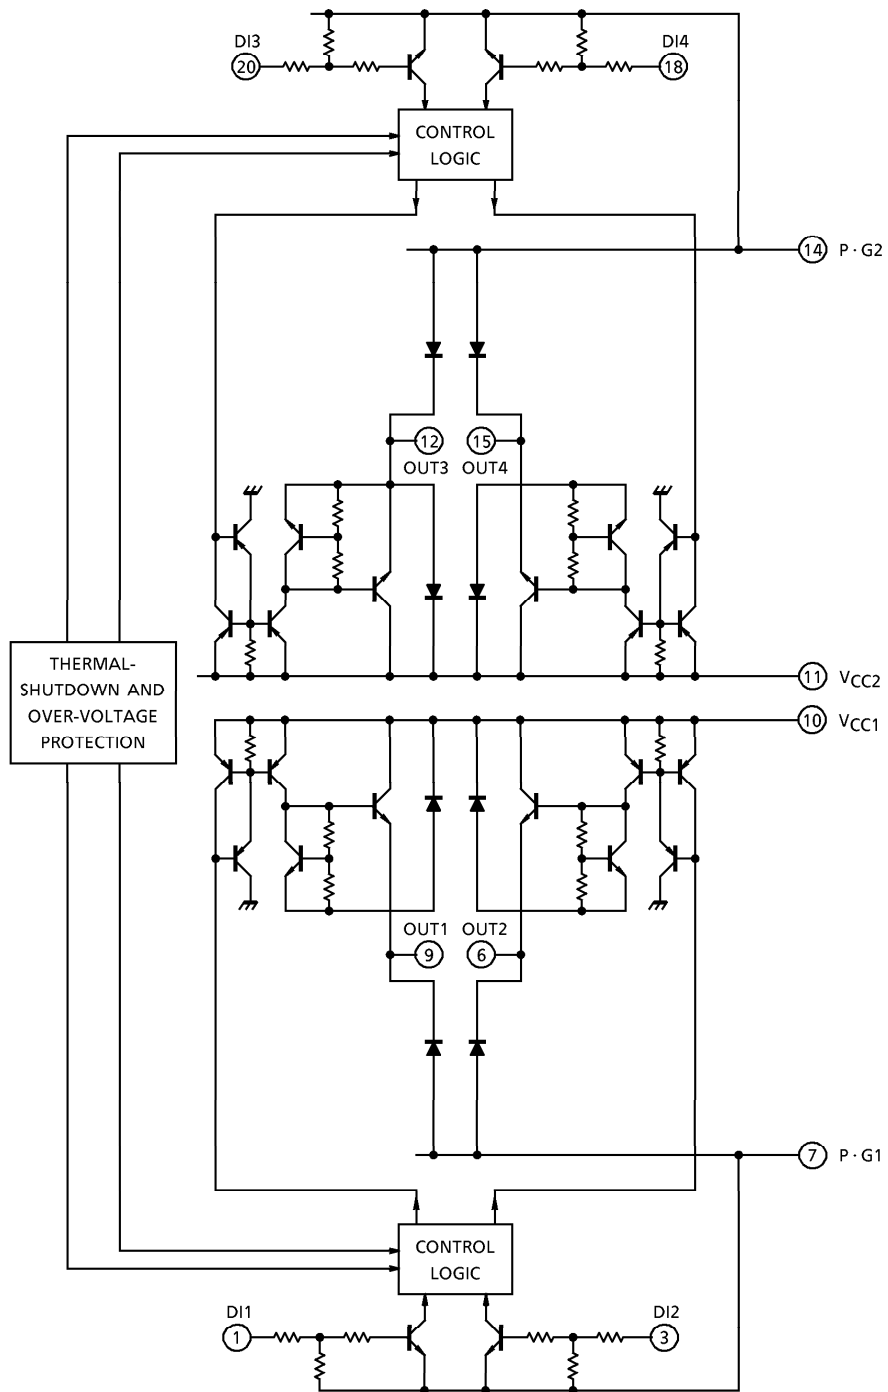 DI3
20
DI4
18
CONTROL
LOGIC
14 P · G2
12
OUT3
15
OUT4
THERMAL-
SHUTDOWN AND
OVER-VOLTAGE
PROTECTION
11 VCC2
10 VCC1
OUT1
9
OUT2
6
7 P · G1
CONTROL
LOGIC
DI1
1
DI2
3